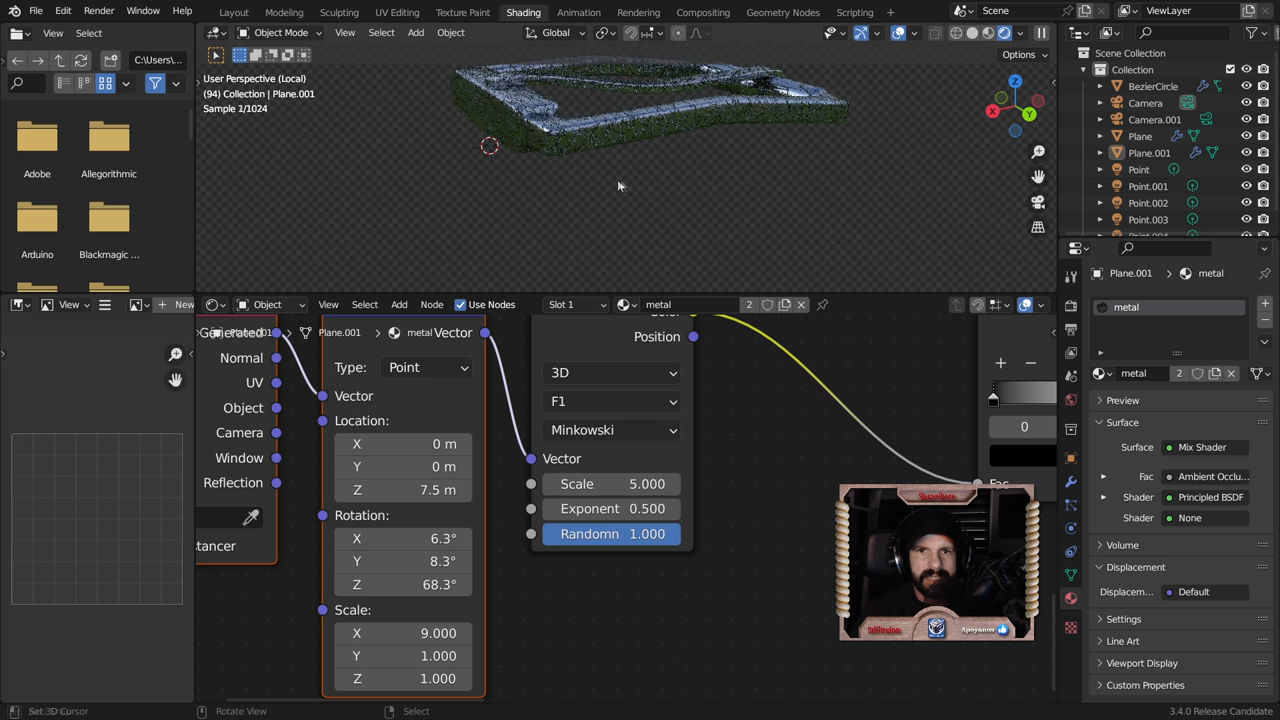 File Edit Render Window Help
Layout Modeling Sculpting UV Editing Texture Paint Shading Animation Rendering Compositing Geometry Nodes Scripting
Scene ViewLayer
View Select
C:\Users\...
Adobe
Allegorithmic
Arduino
Blackmagic ...
Object Mode View Select Add Object Global
Options
User Perspective (Local)
(94) Collection | Plane.001
Sample 1/1024
X Y Z
Scene Collection
Collection
BezierCircle
Camera
Camera.001
Plane
Plane.001
Point
Point.001
Point.002
Point.003
View New
Object View Select Add Node Use Nodes Slot 1 metal 2
Plane.001 metal
Generated
Normal
UV
Object
Camera
Window
Reflection
Vector
Type: Point
Vector
Location:
X 0 m
Y 0 m
Z 7.5 m
Rotation:
X 6.3°
Y 8.3°
Z 68.3°
Scale:
X 9.000
Y 1.000
Z 1.000
Position
3D
F1
Minkowski
Vector
Scale 5.000
Exponent 0.500
Randomn 1.000
0
Fac
Apoyanos
Plane.001 metal
metal
metal 2
Preview
Surface
Surface Mix Shader
Fac Ambient Occlu...
Shader Principled BSDF
Shader None
Volume
Displacement
Displacem... Default
Settings
Line Art
Viewport Display
Custom Properties
Set 3D Cursor Rotate View Select 3.4.0 Release Candidate